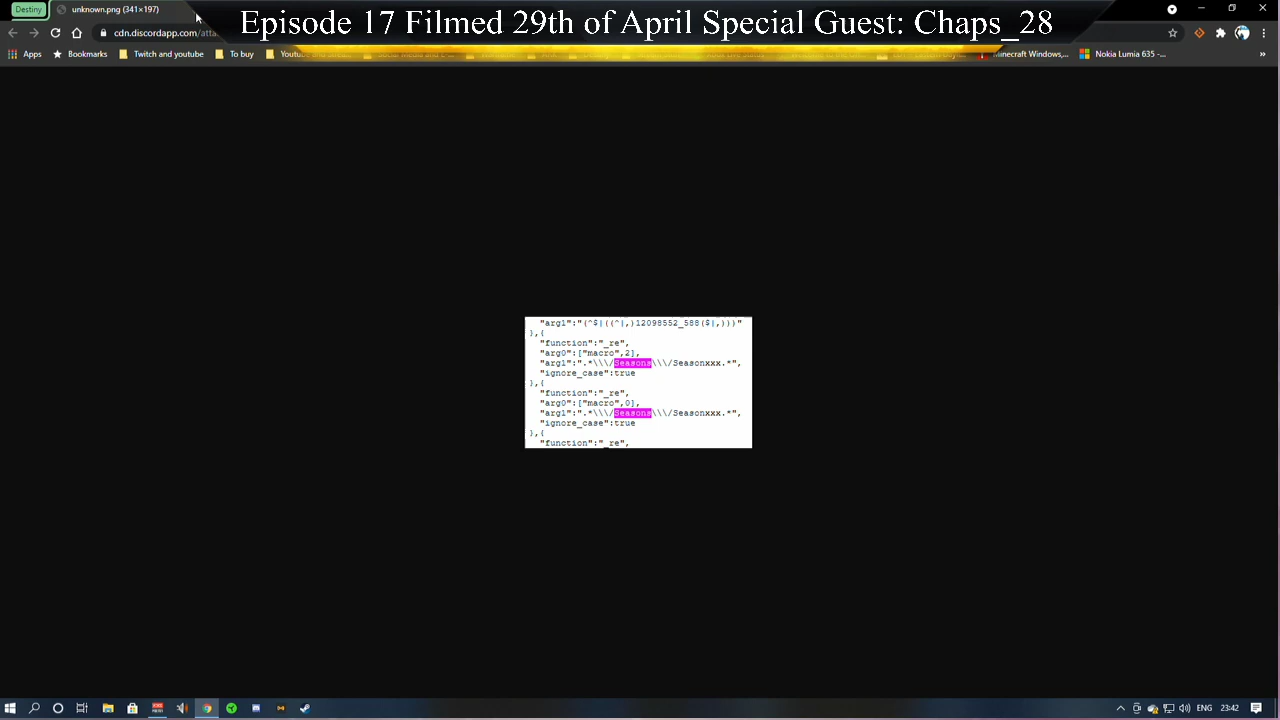 Destiny
unknown.png (341×197)
Episode 17 Filmed 29th of April Special Guest: Chaps_28
cdn.discordapp.com/atta
Apps
Bookmarks
Twitch and youtube
To buy
Minecraft Windows,...
Nokia Lumia 635 -...
»
"arg1":"(^$|((^|,)12098552_588($|,)))"
},{
"function":"_re",
"arg0":["macro",2],
"arg1":".*\\\/Seasons\\\/Seasonxxx.*",
"ignore_case":true
},{
"function":"_re",
"arg0":["macro",0],
"arg1":".*\\\/Seasons\\\/Seasonxxx.*",
"ignore_case":true
},{
"function":"_re",
ENG
23:42